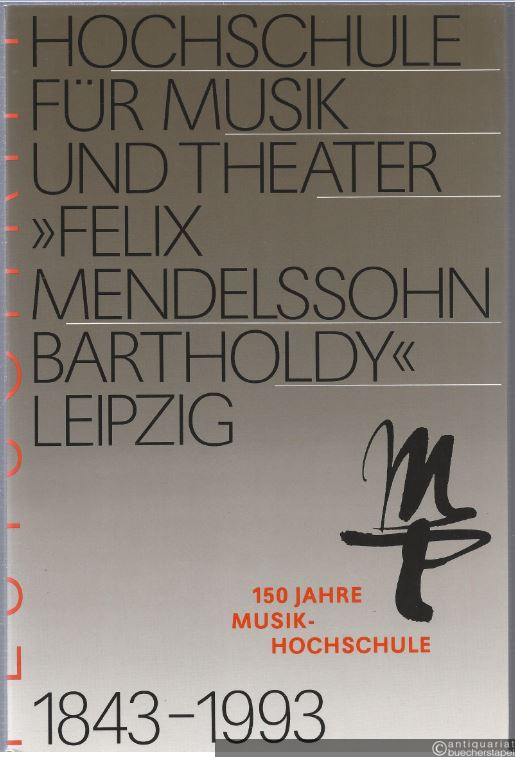 HOCHSCHULE
FÜR MUSIK
UND THEATER
»FELIX
MENDELSSOHN
BARTHOLDY«
LEIPZIG
150 JAHRE
MUSIK-
HOCHSCHULE
1843–1993
© antiquariat
buecherstapel